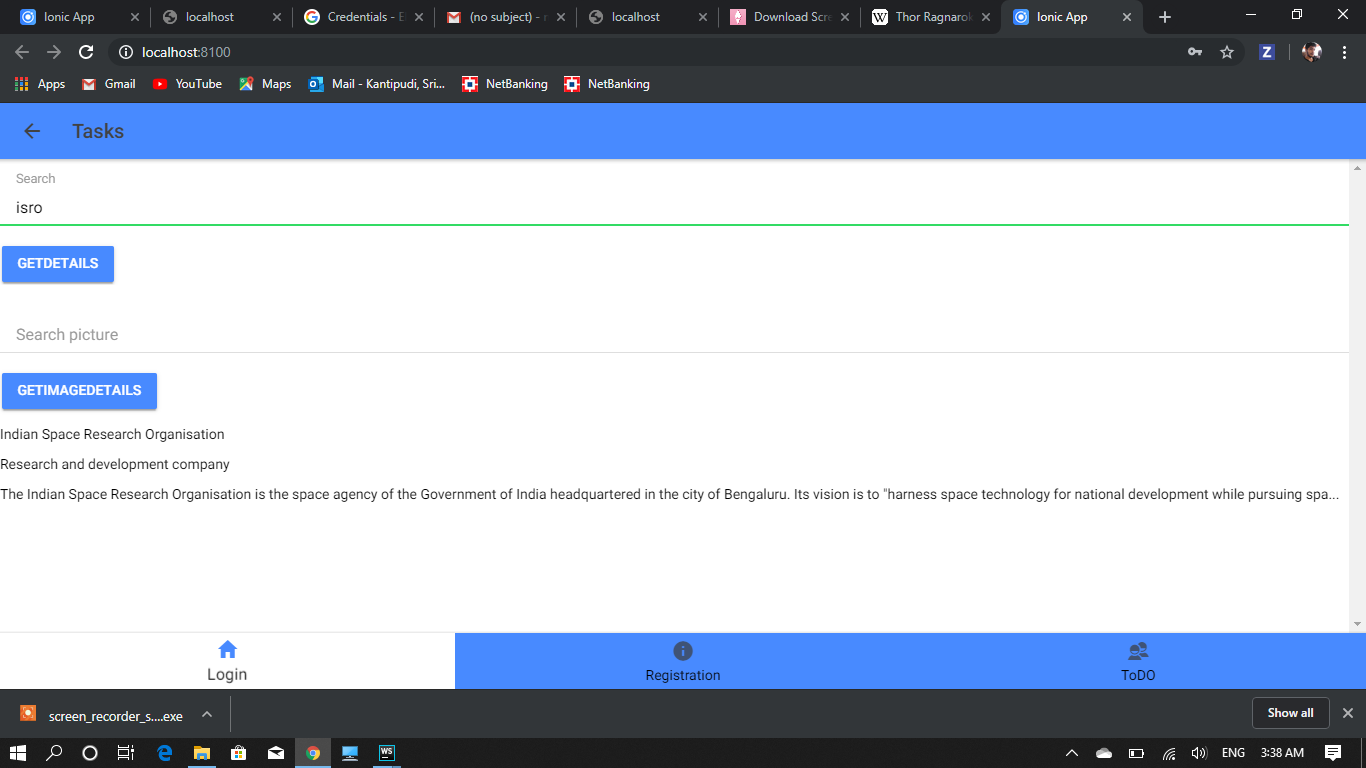 Ionic App
localhost
Credentials - E
(no subject) - r
localhost
Download Scre
Thor Ragnarok
Ionic App
localhost:8100
Apps
Gmail
YouTube
Maps
Mail - Kantipudi, Sri...
NetBanking
NetBanking
Tasks
Search
isro
GETDETAILS
Search picture
GETIMAGEDETAILS
Indian Space Research Organisation
Research and development company
The Indian Space Research Organisation is the space agency of the Government of India headquartered in the city of Bengaluru. Its vision is to "harness space technology for national development while pursuing spa...
Login
Registration
ToDO
screen_recorder_s....exe
Show all
ENG
3:38 AM